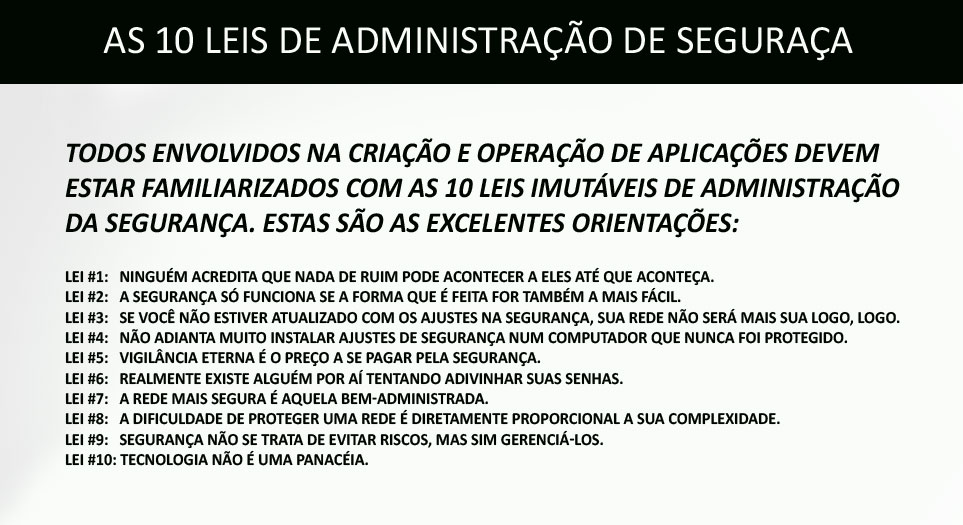 AS 10 LEIS DE ADMINISTRAÇÃO DE SEGURAÇA
TODOS ENVOLVIDOS NA CRIAÇÃO E OPERAÇÃO DE APLICAÇÕES DEVEM
ESTAR FAMILIARIZADOS COM AS 10 LEIS IMUTÁVEIS DE ADMINISTRAÇÃO
DA SEGURANÇA. ESTAS SÃO AS EXCELENTES ORIENTAÇÕES:
LEI #1: NINGUÉM ACREDITA QUE NADA DE RUIM PODE ACONTECER A ELES ATÉ QUE ACONTEÇA.
LEI #2: A SEGURANÇA SÓ FUNCIONA SE A FORMA QUE É FEITA FOR TAMBÉM A MAIS FÁCIL.
LEI #3: SE VOCÊ NÃO ESTIVER ATUALIZADO COM OS AJUSTES NA SEGURANÇA, SUA REDE NÃO SERÁ MAIS SUA LOGO, LOGO.
LEI #4: NÃO ADIANTA MUITO INSTALAR AJUSTES DE SEGURANÇA NUM COMPUTADOR QUE NUNCA FOI PROTEGIDO.
LEI #5: VIGILÂNCIA ETERNA É O PREÇO A SE PAGAR PELA SEGURANÇA.
LEI #6: REALMENTE EXISTE ALGUÉM POR AÍ TENTANDO ADIVINHAR SUAS SENHAS.
LEI #7: A REDE MAIS SEGURA É AQUELA BEM-ADMINISTRADA.
LEI #8: A DIFICULDADE DE PROTEGER UMA REDE É DIRETAMENTE PROPORCIONAL A SUA COMPLEXIDADE.
LEI #9: SEGURANÇA NÃO SE TRATA DE EVITAR RISCOS, MAS SIM GERENCIÁ-LOS.
LEI #10: TECNOLOGIA NÃO É UMA PANACÉIA.